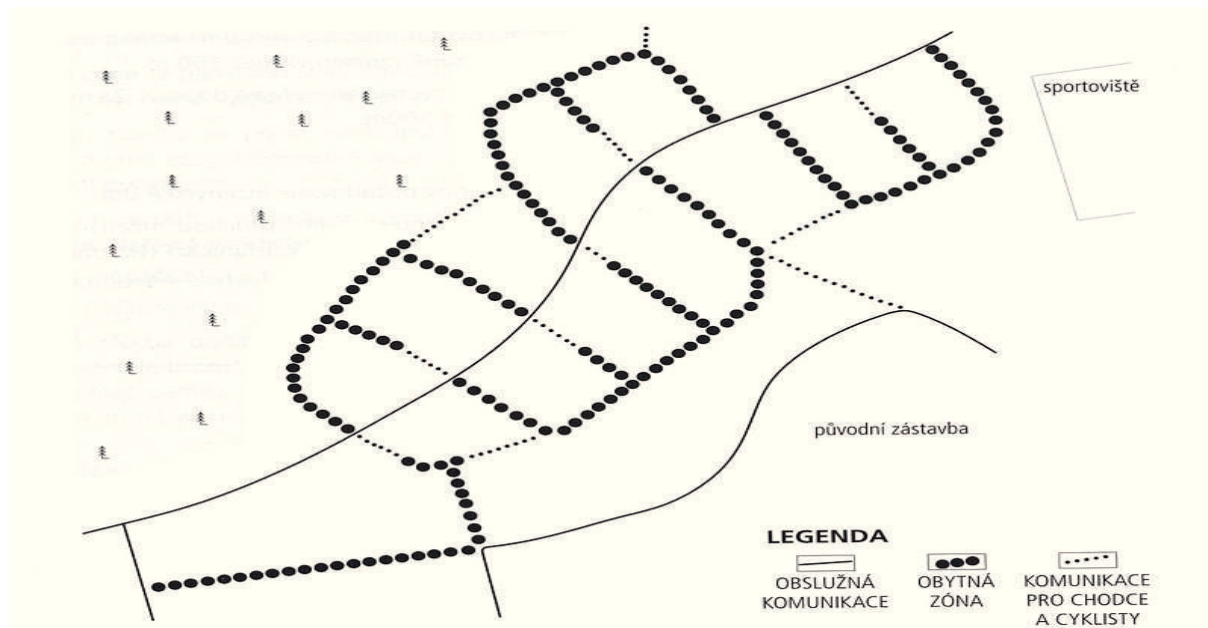 sportoviště
původní zástavba
LEGENDA
OBSLUŽNÁ
KOMUNIKACE
OBYTNÁ
ZÓNA
KOMUNIKACE
PRO CHODCE
A CYKLISTY